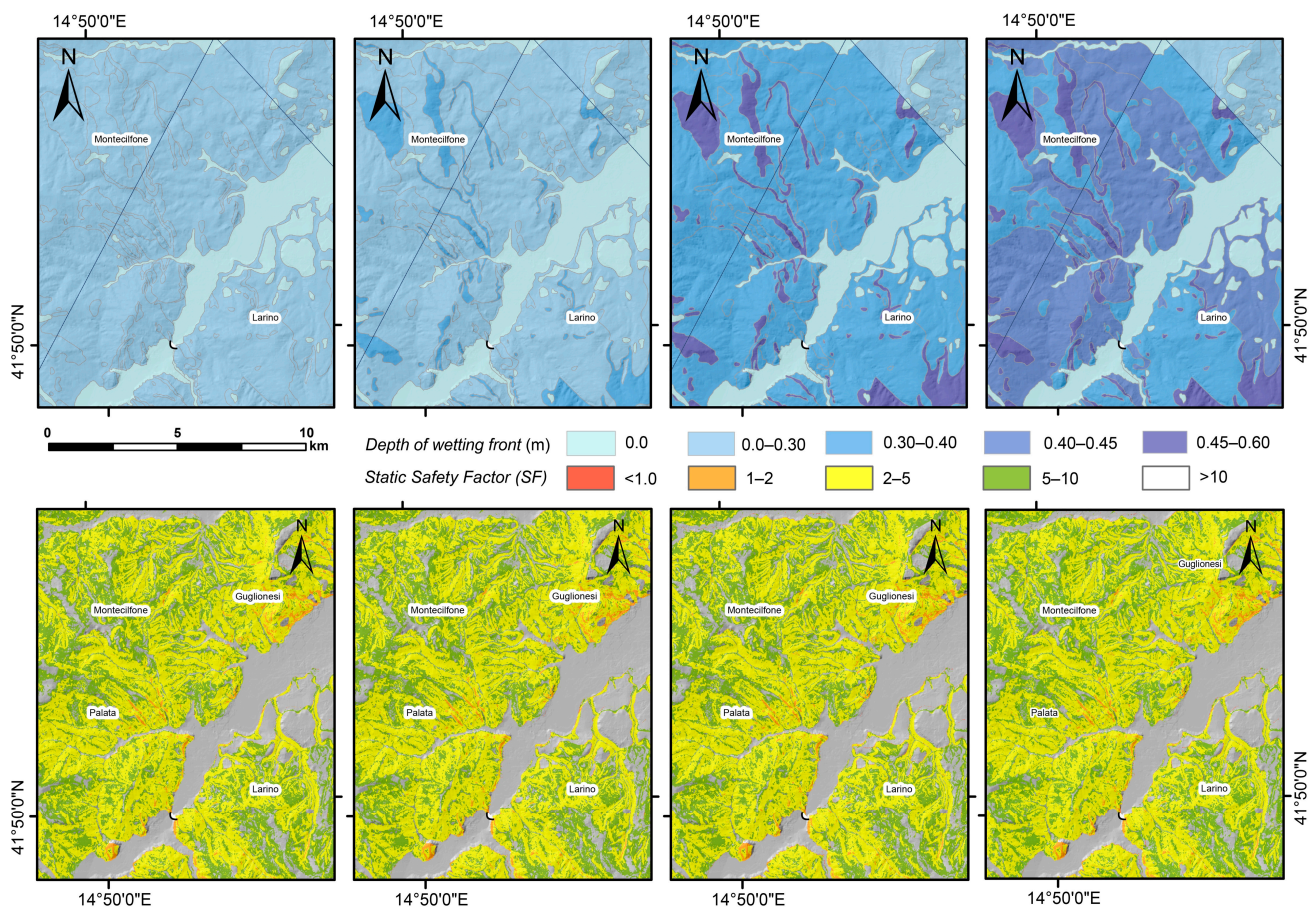 14°50'0"E
14°50'0"E
14°50'0"E
14°50'0"E
N
N
N
N
Montecilfone
Montecilfone
Montecilfone
Montecilfone
Larino
Larino
Larino
Larino
41°50'0"N
41°50'0"N
0 5 10
km
Depth of wetting front (m) 0.0 0.0–0.30 0.30–0.40 0.40–0.45 0.45–0.60
Static Safety Factor (SF) <1.0 1–2 2–5 5–10 >10
N
N
N
N
Guglionesi
Guglionesi
Guglionesi
Guglionesi
Montecilfone
Montecilfone
Montecilfone
Montecilfone
Palata
Palata
Palata
Palata
Larino
Larino
Larino
Larino
41°50'0"N
41°50'0"N
14°50'0"E
14°50'0"E
14°50'0"E
14°50'0"E